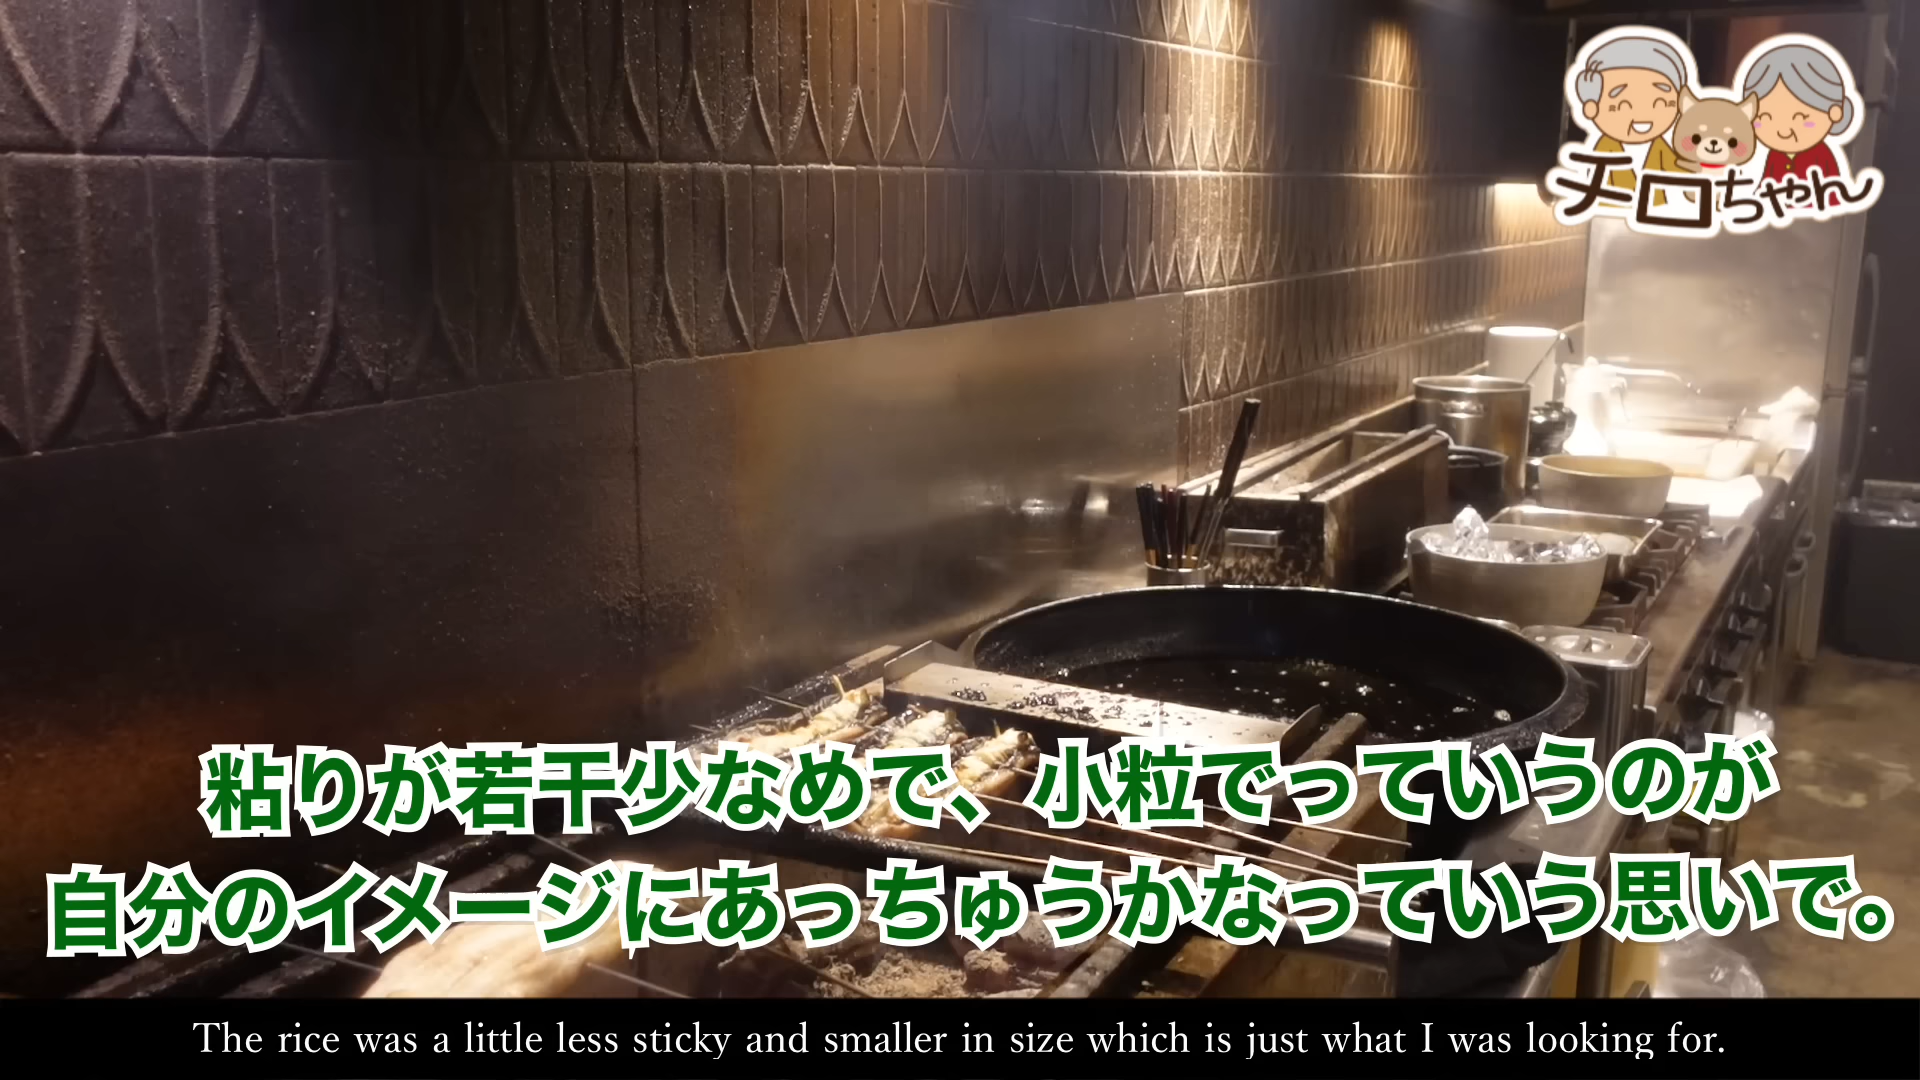 チロちゃん
粘りが若干少なめで、小粒でっていうのが
自分のイメージにあっちゅうかなっていう思いで。
The rice was a little less sticky and smaller in size which is just what I was looking for.